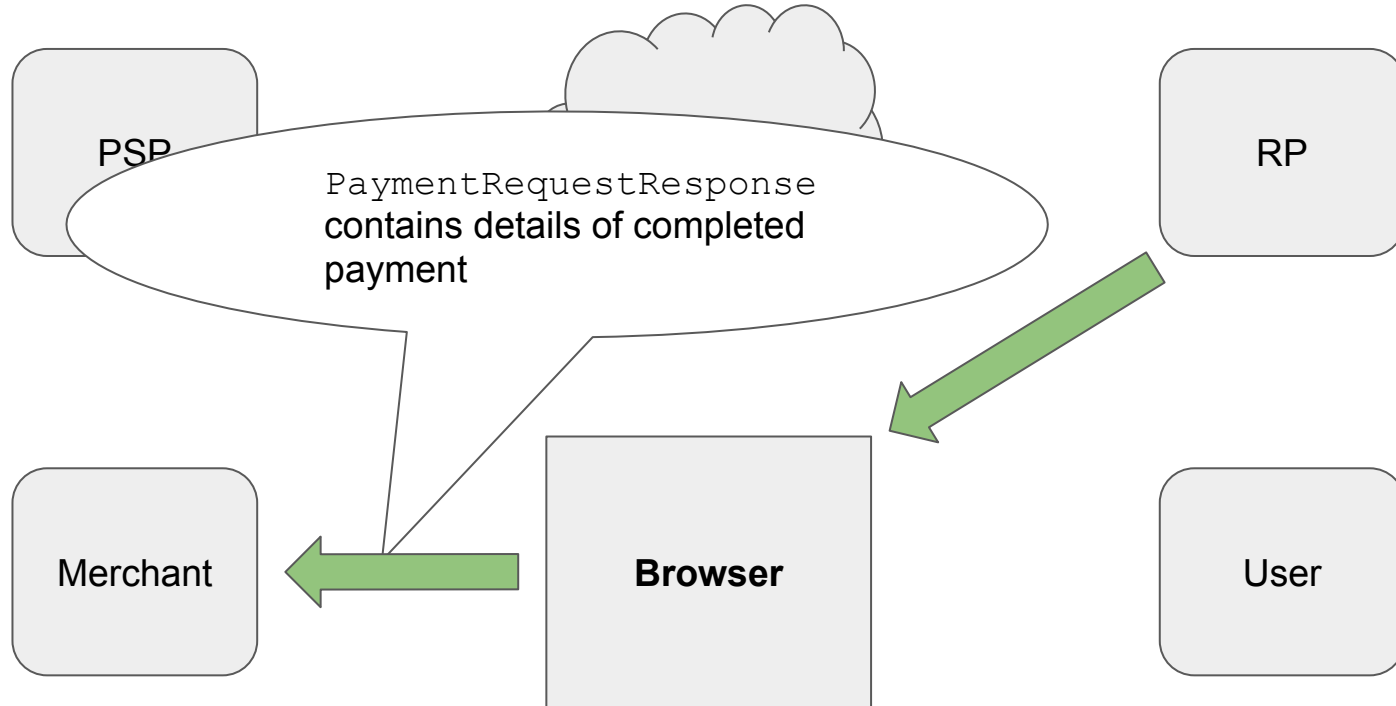 PSP
RP
PaymentRequestResponse
contains details of completed
payment
Merchant
Browser
User